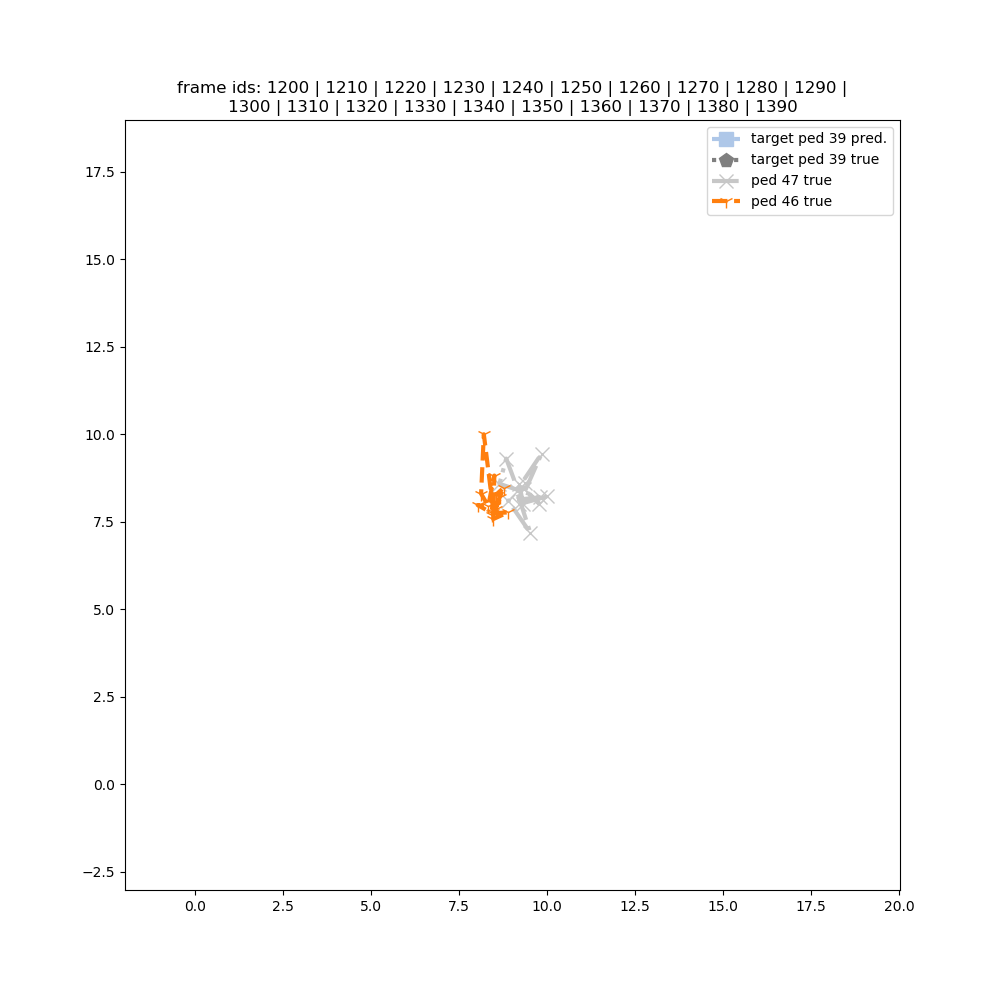 frame ids: 1200 | 1210 | 1220 | 1230 | 1240 | 1250 | 1260 | 1270 | 1280 | 1290 |
1300 | 1310 | 1320 | 1330 | 1340 | 1350 | 1360 | 1370 | 1380 | 1390
target ped 39 pred.
target ped 39 true
ped 47 true
ped 46 true
17.5
15.0
12.5
10.0
7.5
5.0
2.5
0.0
−2.5
0.0 2.5 5.0 7.5 10.0 12.5 15.0 17.5 20.0